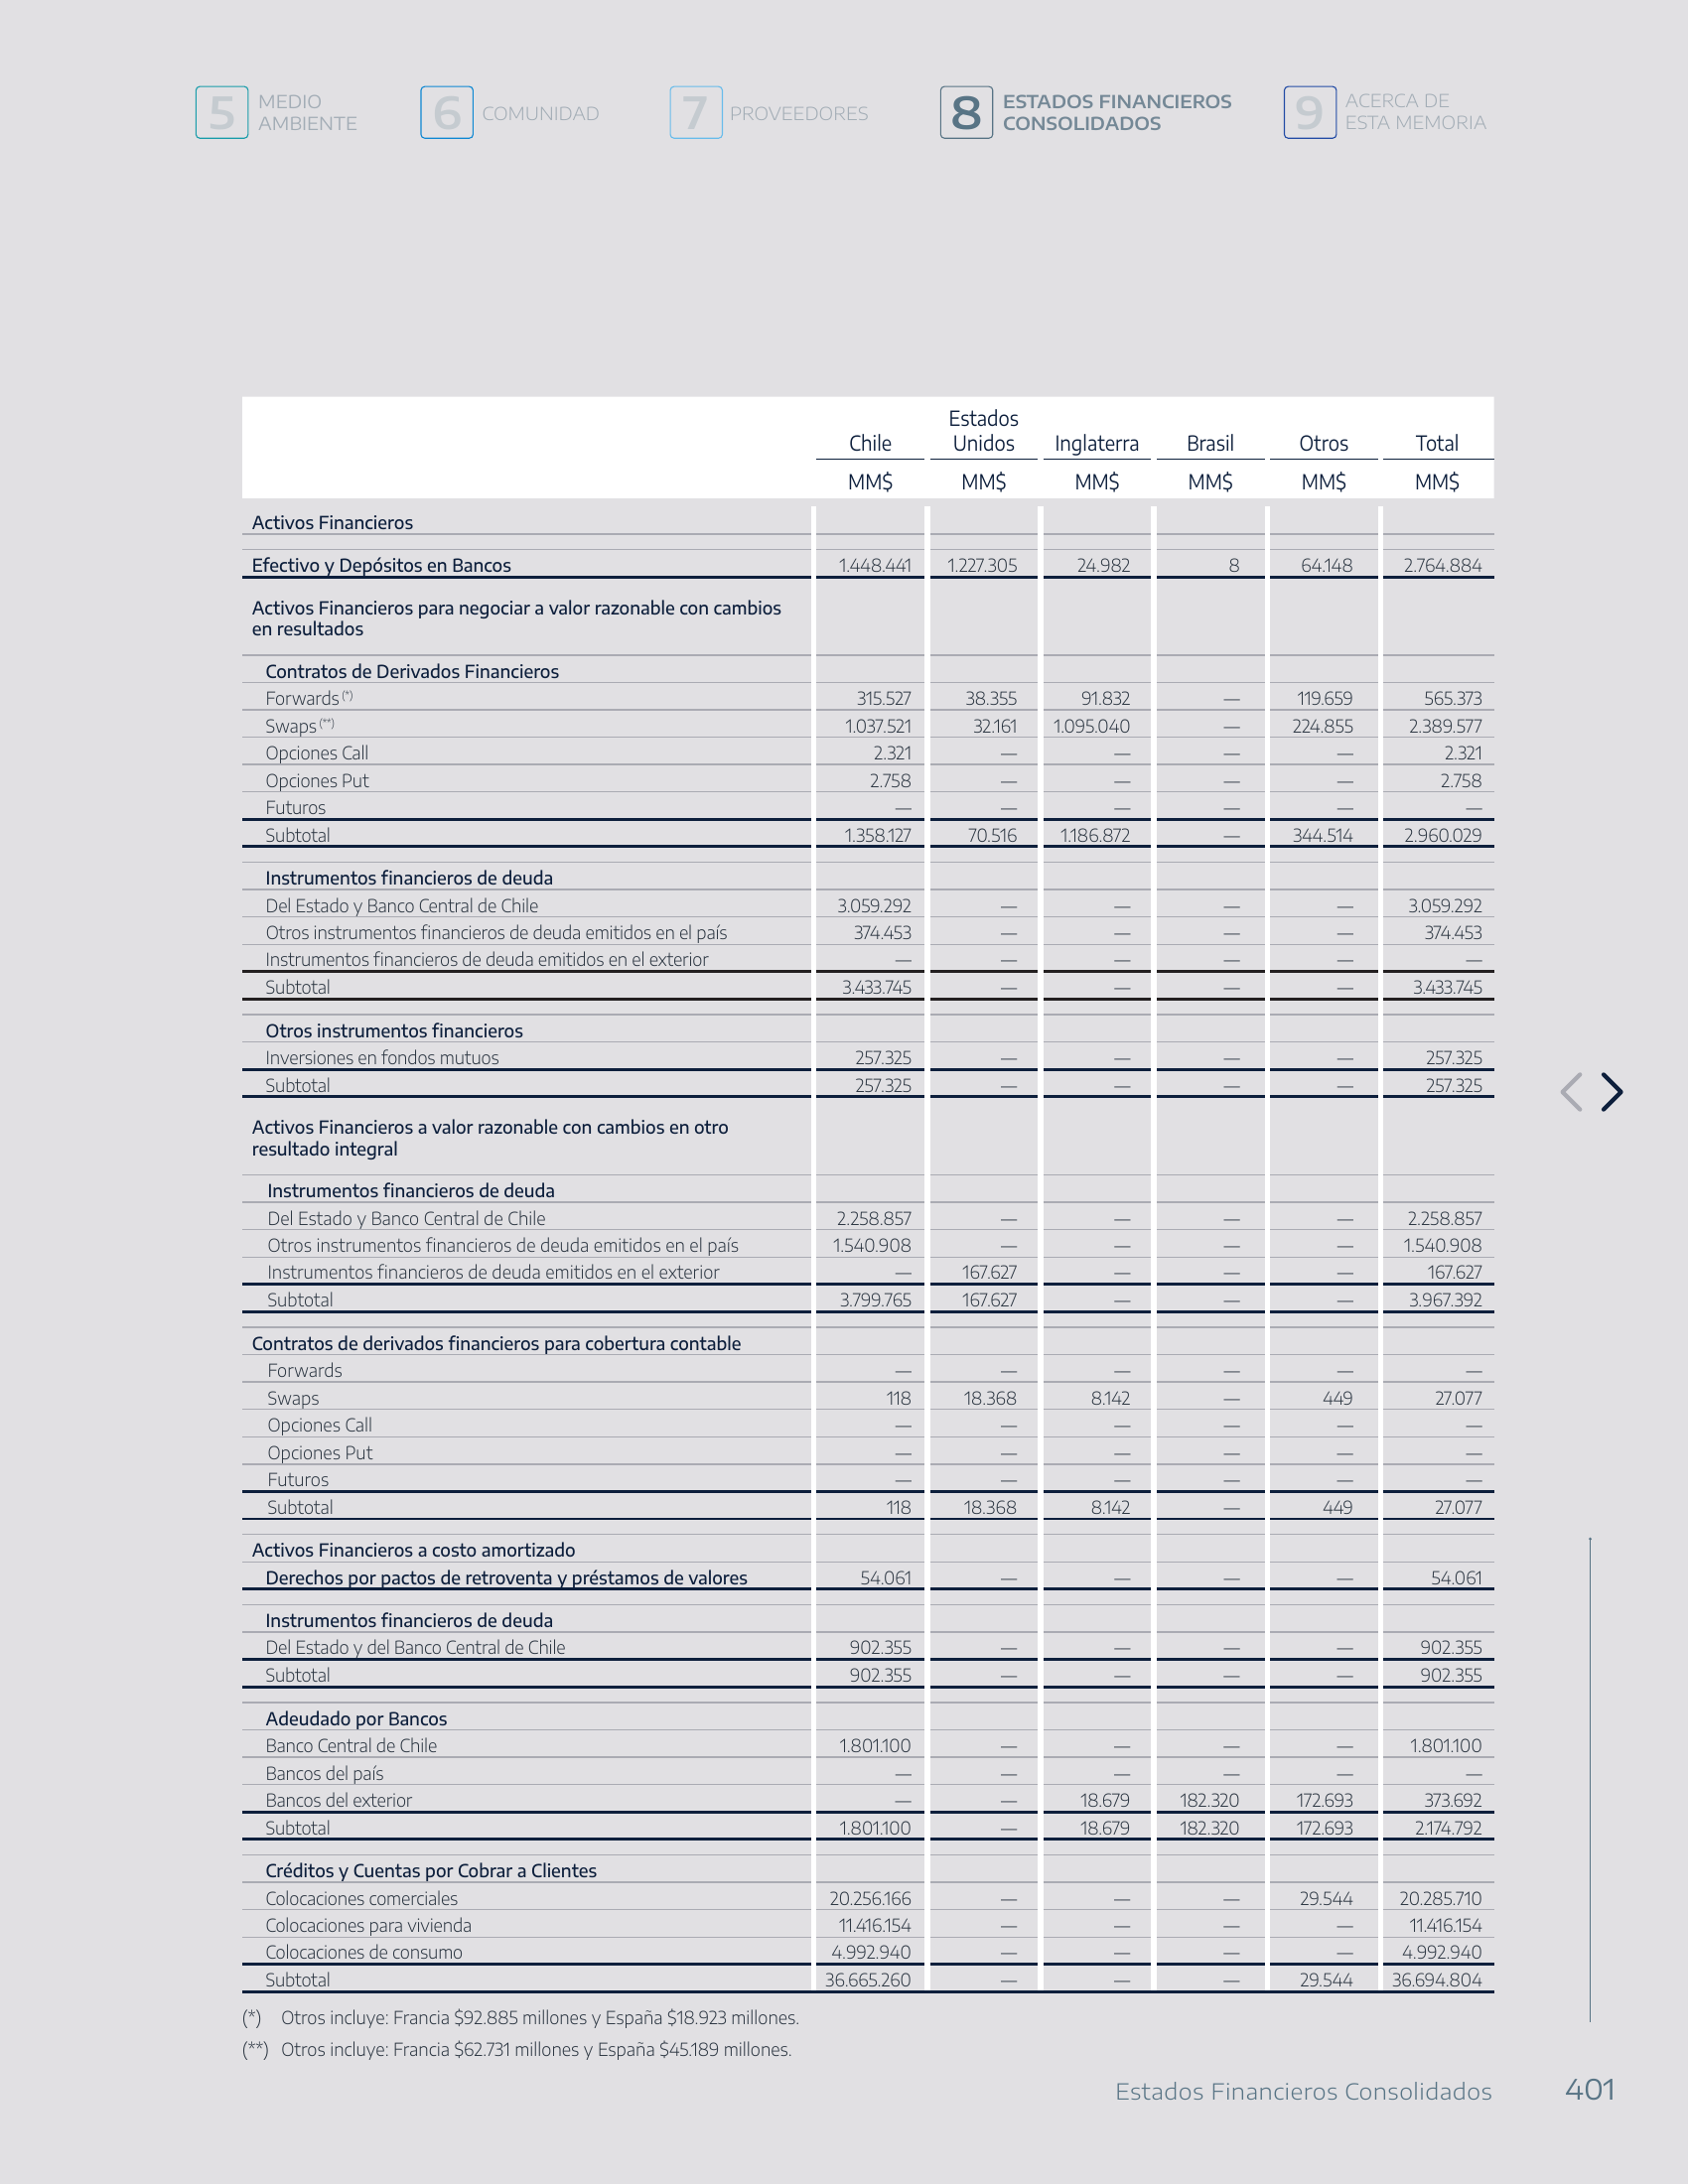 5 MEDIO AMBIENTE
6 COMUNIDAD
7 PROVEEDORES
8 ESTADOS FINANCIEROS CONSOLIDADOS
9 ACERCA DE ESTA MEMORIA
Chile Estados Unidos Inglaterra Brasil Otros Total
MM$ MM$ MM$ MM$ MM$ MM$
Activos Financieros
Efectivo y Depósitos en Bancos 1.448.441 1.227.305 24.982 8 64.148 2.764.884
Activos Financieros para negociar a valor razonable con cambios
en resultados
Contratos de Derivados Financieros
Forwards (*) 315.527 38.355 91.832 — 119.659 565.373
Swaps (**) 1.037.521 32.161 1.095.040 — 224.855 2.389.577
Opciones Call 2.321 — — — — 2.321
Opciones Put 2.758 — — — — 2.758
Futuros — — — — — —
Subtotal 1.358.127 70.516 1.186.872 — 344.514 2.960.029
Instrumentos financieros de deuda
Del Estado y Banco Central de Chile 3.059.292 — — — — 3.059.292
Otros instrumentos financieros de deuda emitidos en el país 374.453 — — — — 374.453
Instrumentos financieros de deuda emitidos en el exterior — — — — — —
Subtotal 3.433.745 — — — — 3.433.745
Otros instrumentos financieros
Inversiones en fondos mutuos 257.325 — — — — 257.325
Subtotal 257.325 — — — — 257.325
Activos Financieros a valor razonable con cambios en otro
resultado integral
Instrumentos financieros de deuda
Del Estado y Banco Central de Chile 2.258.857 — — — — 2.258.857
Otros instrumentos financieros de deuda emitidos en el país 1.540.908 — — — — 1.540.908
Instrumentos financieros de deuda emitidos en el exterior — 167.627 — — — 167.627
Subtotal 3.799.765 167.627 — — — 3.967.392
Contratos de derivados financieros para cobertura contable
Forwards — — — — — —
Swaps 118 18.368 8.142 — 449 27.077
Opciones Call — — — — — —
Opciones Put — — — — — —
Futuros — — — — — —
Subtotal 118 18.368 8.142 — 449 27.077
Activos Financieros a costo amortizado
Derechos por pactos de retroventa y préstamos de valores 54.061 — — — — 54.061
Instrumentos financieros de deuda
Del Estado y del Banco Central de Chile 902.355 — — — — 902.355
Subtotal 902.355 — — — — 902.355
Adeudado por Bancos
Banco Central de Chile 1.801.100 — — — — 1.801.100
Bancos del país — — — — — —
Bancos del exterior — — 18.679 182.320 172.693 373.692
Subtotal 1.801.100 — 18.679 182.320 172.693 2.174.792
Créditos y Cuentas por Cobrar a Clientes
Colocaciones comerciales 20.256.166 — — — 29.544 20.285.710
Colocaciones para vivienda 11.416.154 — — — — 11.416.154
Colocaciones de consumo 4.992.940 — — — — 4.992.940
Subtotal 36.665.260 — — — 29.544 36.694.804
(*) Otros incluye: Francia $92.885 millones y España $18.923 millones.
(**) Otros incluye: Francia $62.731 millones y España $45.189 millones.
Estados Financieros Consolidados 401